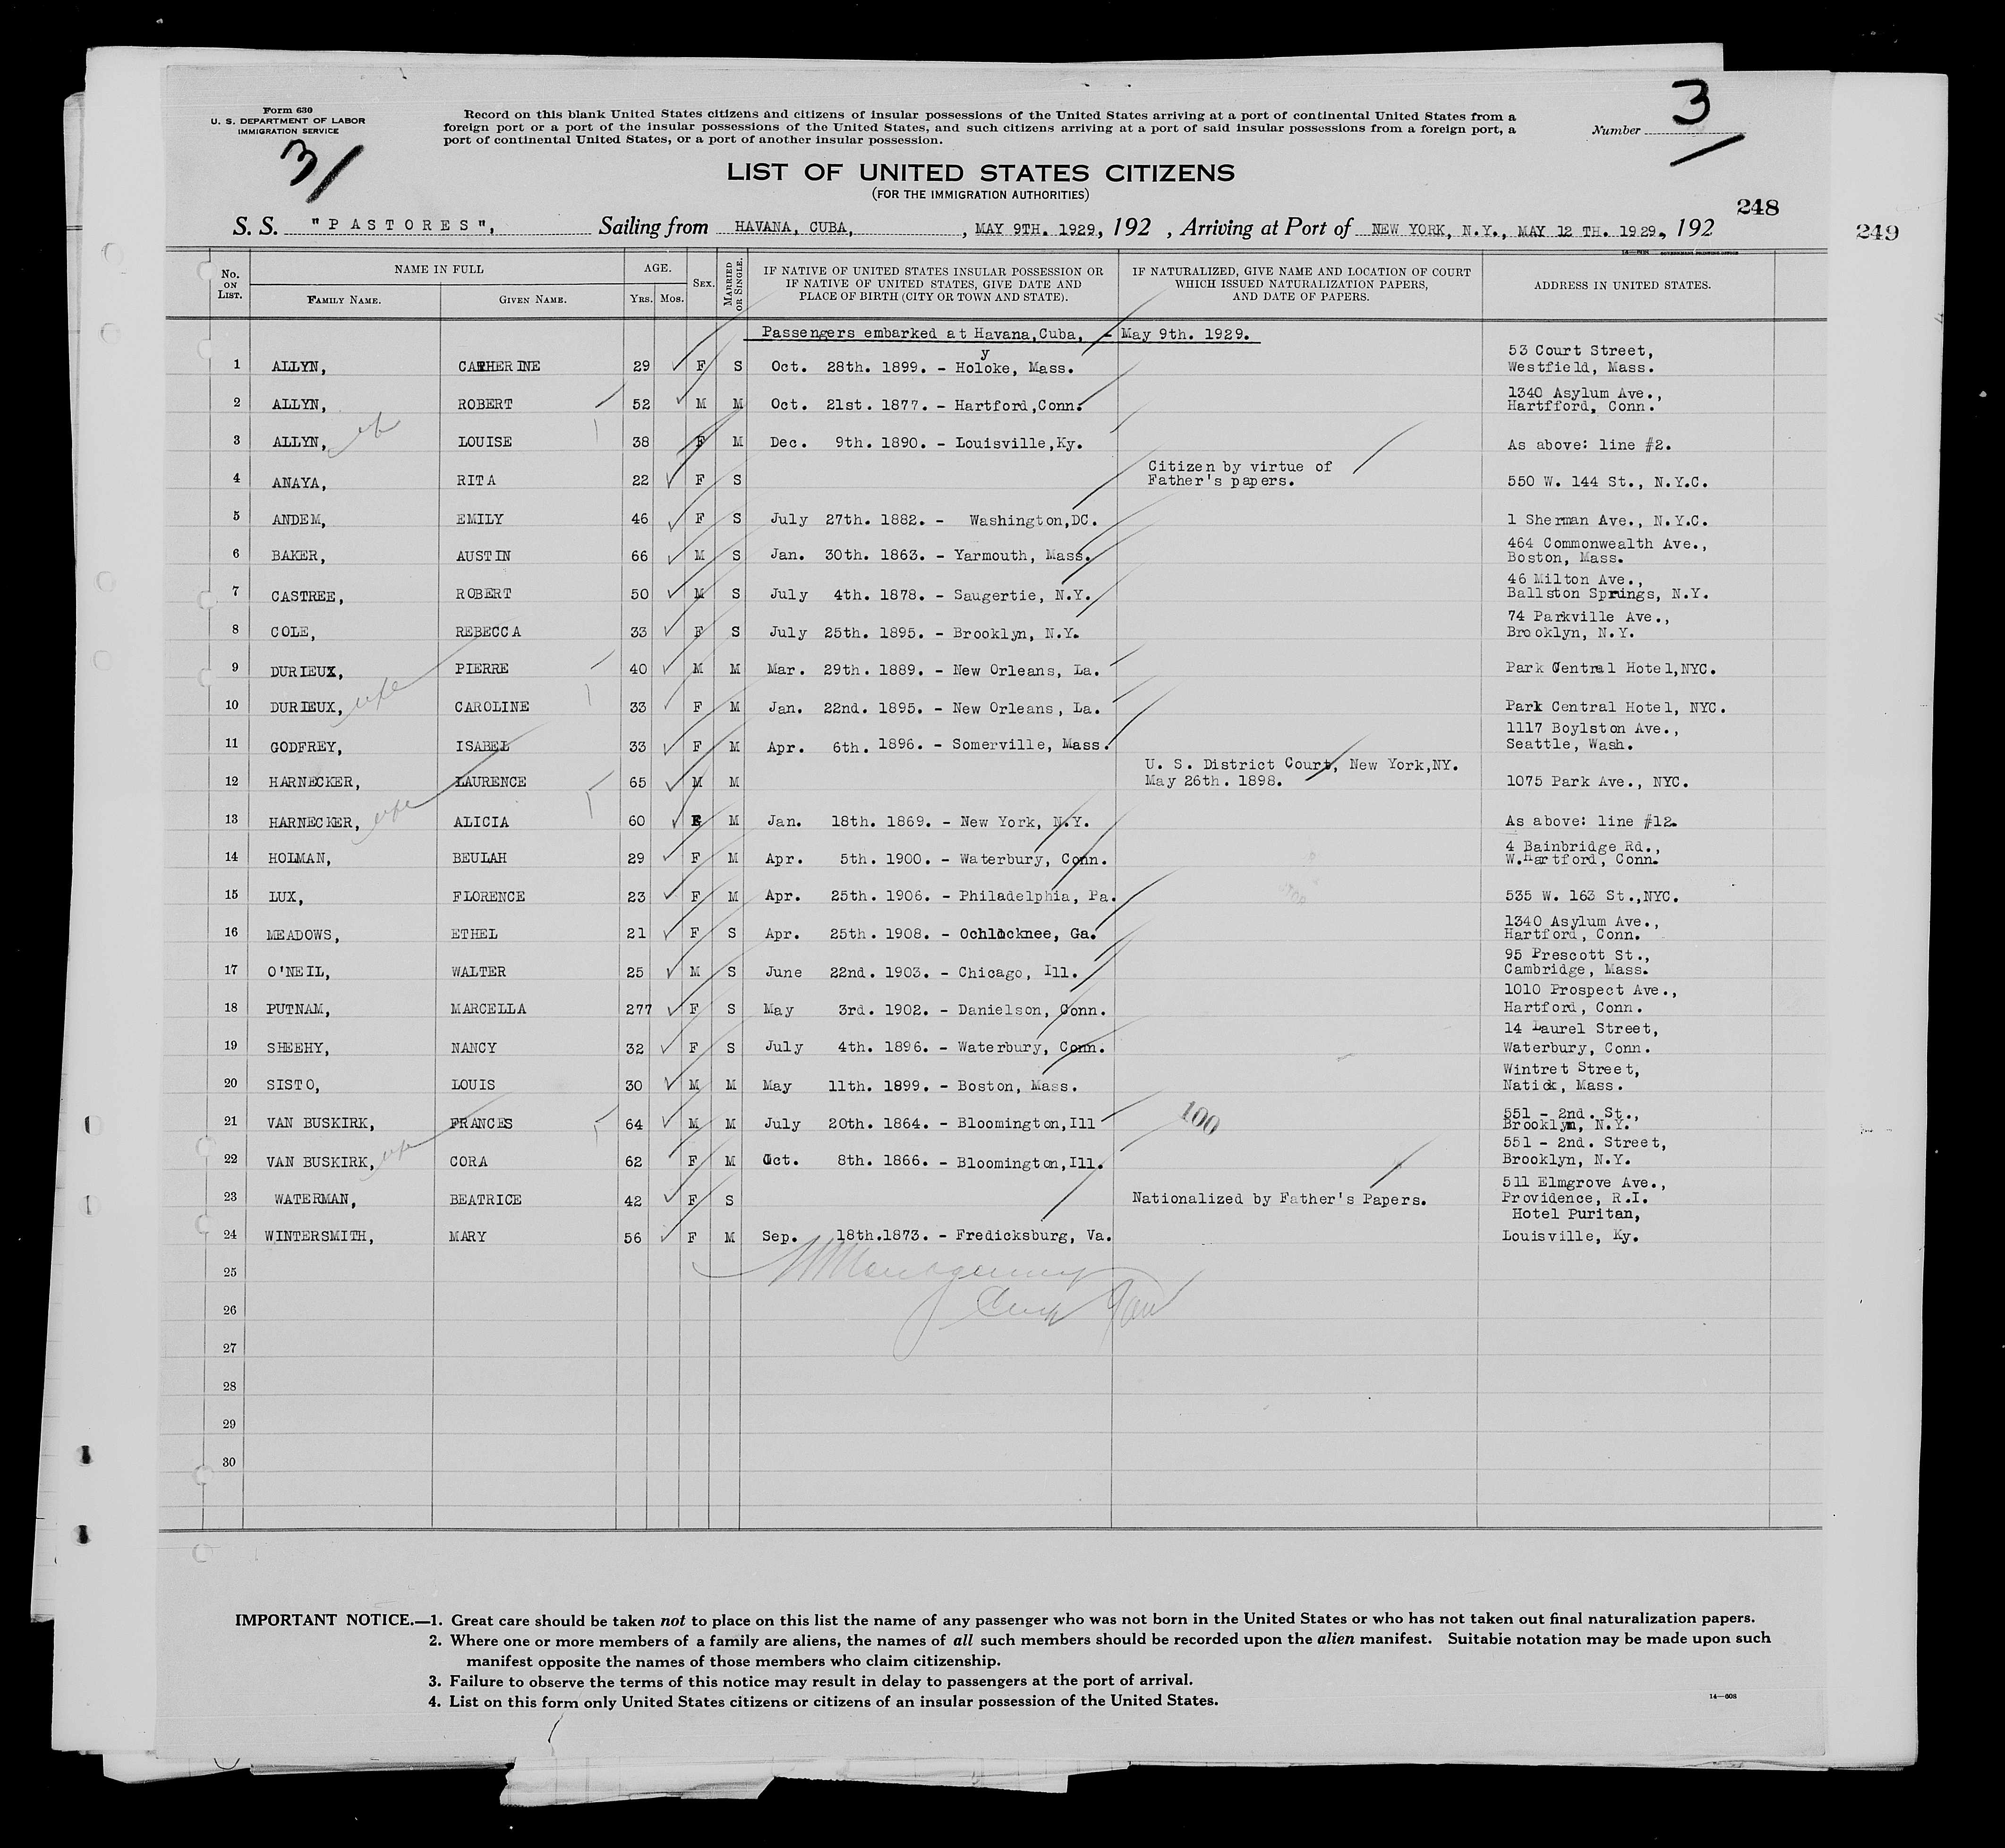 Form 630
U. S. DEPARTMENT OF LABOR
IMMIGRATION SERVICE
3/
Record on this blank United States citizens and citizens of insular possessions of the United States arriving at a port of continental United States from a
foreign port or a port of the insular possessions of the United States, and such citizens arriving at a port of said insular possessions from a foreign port, a
port of continental United States, or a port of another insular possession.
Number 3
LIST OF UNITED STATES CITIZENS
(FOR THE IMMIGRATION AUTHORITIES)
248
249
S. S. "PASTORES", Sailing from HAVANA, CUBA, , MAY 9TH. 1929, 192 , Arriving at Port of NEW YORK, N.Y., MAY 12 TH. 1929., 192
No. ON LIST. NAME IN FULL FAMILY NAME. GIVEN NAME. AGE. Yrs. Mos. SEX. MARRIED OR SINGLE. IF NATIVE OF UNITED STATES INSULAR POSSESSION OR IF NATIVE OF UNITED STATES, GIVE DATE AND PLACE OF BIRTH (CITY OR TOWN AND STATE). IF NATURALIZED, GIVE NAME AND LOCATION OF COURT WHICH ISSUED NATURALIZATION PAPERS, AND DATE OF PAPERS. ADDRESS IN UNITED STATES.
Passengers embarked at Havana,Cuba, - May 9th. 1929.
1 ALLYN, CATHERINE 29 F S Oct. 28th. 1899. - Holoke, Mass. y 53 Court Street, Westfield, Mass.
2 ALLYN, ROBERT 52 M M Oct. 21st. 1877. - Hartford,Conn. 1340 Asylum Ave., Hartfford, Conn.
3 ALLYN, LOUISE 38 F M Dec. 9th. 1890. - Louisville,Ky. As above: line #2.
4 ANAYA, RITA 22 F S Citizen by virtue of Father's papers. 550 W. 144 St., N.Y.C.
5 ANDEM, EMILY 46 F S July 27th. 1882. - Washington,DC. 1 Sherman Ave., N.Y.C.
6 BAKER, AUSTIN 66 M S Jan. 30th. 1863. - Yarmouth, Mass. 464 Commonwealth Ave., Boston, Mass.
7 CASTREE, ROBERT 50 M S July 4th. 1878. - Saugertie, N.Y. 46 Milton Ave., Ballston Springs, N.Y.
8 COLE, REBECCA 33 F S July 25th. 1895. - Brooklyn, N.Y. 74 Parkville Ave., Brooklyn, N.Y.
9 DURIEUX, PIERRE 40 M M Mar. 29th. 1889. - New Orleans, La. Park Central Hotel,NYC.
10 DURIEUX, wife CAROLINE 33 F M Jan. 22nd. 1895. - New Orleans, La. Park Central Hotel, NYC.
11 GODFREY, ISABEL 33 F M Apr. 6th. 1896. - Somerville, Mass. 1117 Boylston Ave., Seattle, Wash.
12 HARNECKER, LAURENCE 65 M M U. S. District Court, New York,NY. May 26th. 1898. 1075 Park Ave., NYC.
13 HARNECKER, wife ALICIA 60 F M Jan. 18th. 1869. - New York, N.Y. As above: line #12.
14 HOLMAN, BEULAH 29 F M Apr. 5th. 1900. - Waterbury, Conn. 4 Bainbridge Rd., W.Hartford, Conn.
15 LUX, FLORENCE 23 F M Apr. 25th. 1906. - Philadelphia, Pa. 535 W. 163 St.,NYC.
16 MEADOWS, ETHEL 21 F S Apr. 25th. 1908. - Ochlocknee, Ga. 1340 Asylum Ave., Hartford, Conn.
17 O'NEIL, WALTER 25 M S June 22nd. 1903. - Chicago, Ill. 95 Prescott St., Cambridge, Mass.
18 PUTNAM, MARCELLA 277 F S May 3rd. 1902. - Danielson, Conn. 1010 Prospect Ave., Hartford, Conn.
19 SHEEHY, NANCY 32 F S July 4th. 1896. - Waterbury, Conn. 14 Laurel Street, Waterbury, Conn.
20 SISTO, LOUIS 30 M M May 11th. 1899. - Boston, Mass. Wintret Street, Natick, Mass.
21 VAN BUSKIRK, FRANCES 64 M M July 20th. 1864. - Bloomington,Ill 100 551 - 2nd. St., Brooklyn, N.Y.
22 VAN BUSKIRK, wife CORA 62 F M Oct. 8th. 1866. - Bloomington,Ill. 551 - 2nd. Street, Brooklyn, N.Y.
23 WATERMAN, BEATRICE 42 F S Nationalized by Father's Papers. 511 Elmgrove Ave., Providence, R.I.
24 WINTERSMITH, MARY 56 F M Sep. 18th.1873. - Fredicksburg, Va. Hotel Puritan, Louisville, Ky.
25
26
27
28
29
30
IMPORTANT NOTICE.—1. Great care should be taken not to place on this list the name of any passenger who was not born in the United States or who has not taken out final naturalization papers.
2. Where one or more members of a family are aliens, the names of all such members should be recorded upon the alien manifest. Suitable notation may be made upon such
manifest opposite the names of those members who claim citizenship.
3. Failure to observe the terms of this notice may result in delay to passengers at the port of arrival.
4. List on this form only United States citizens or citizens of an insular possession of the United States.
14—608